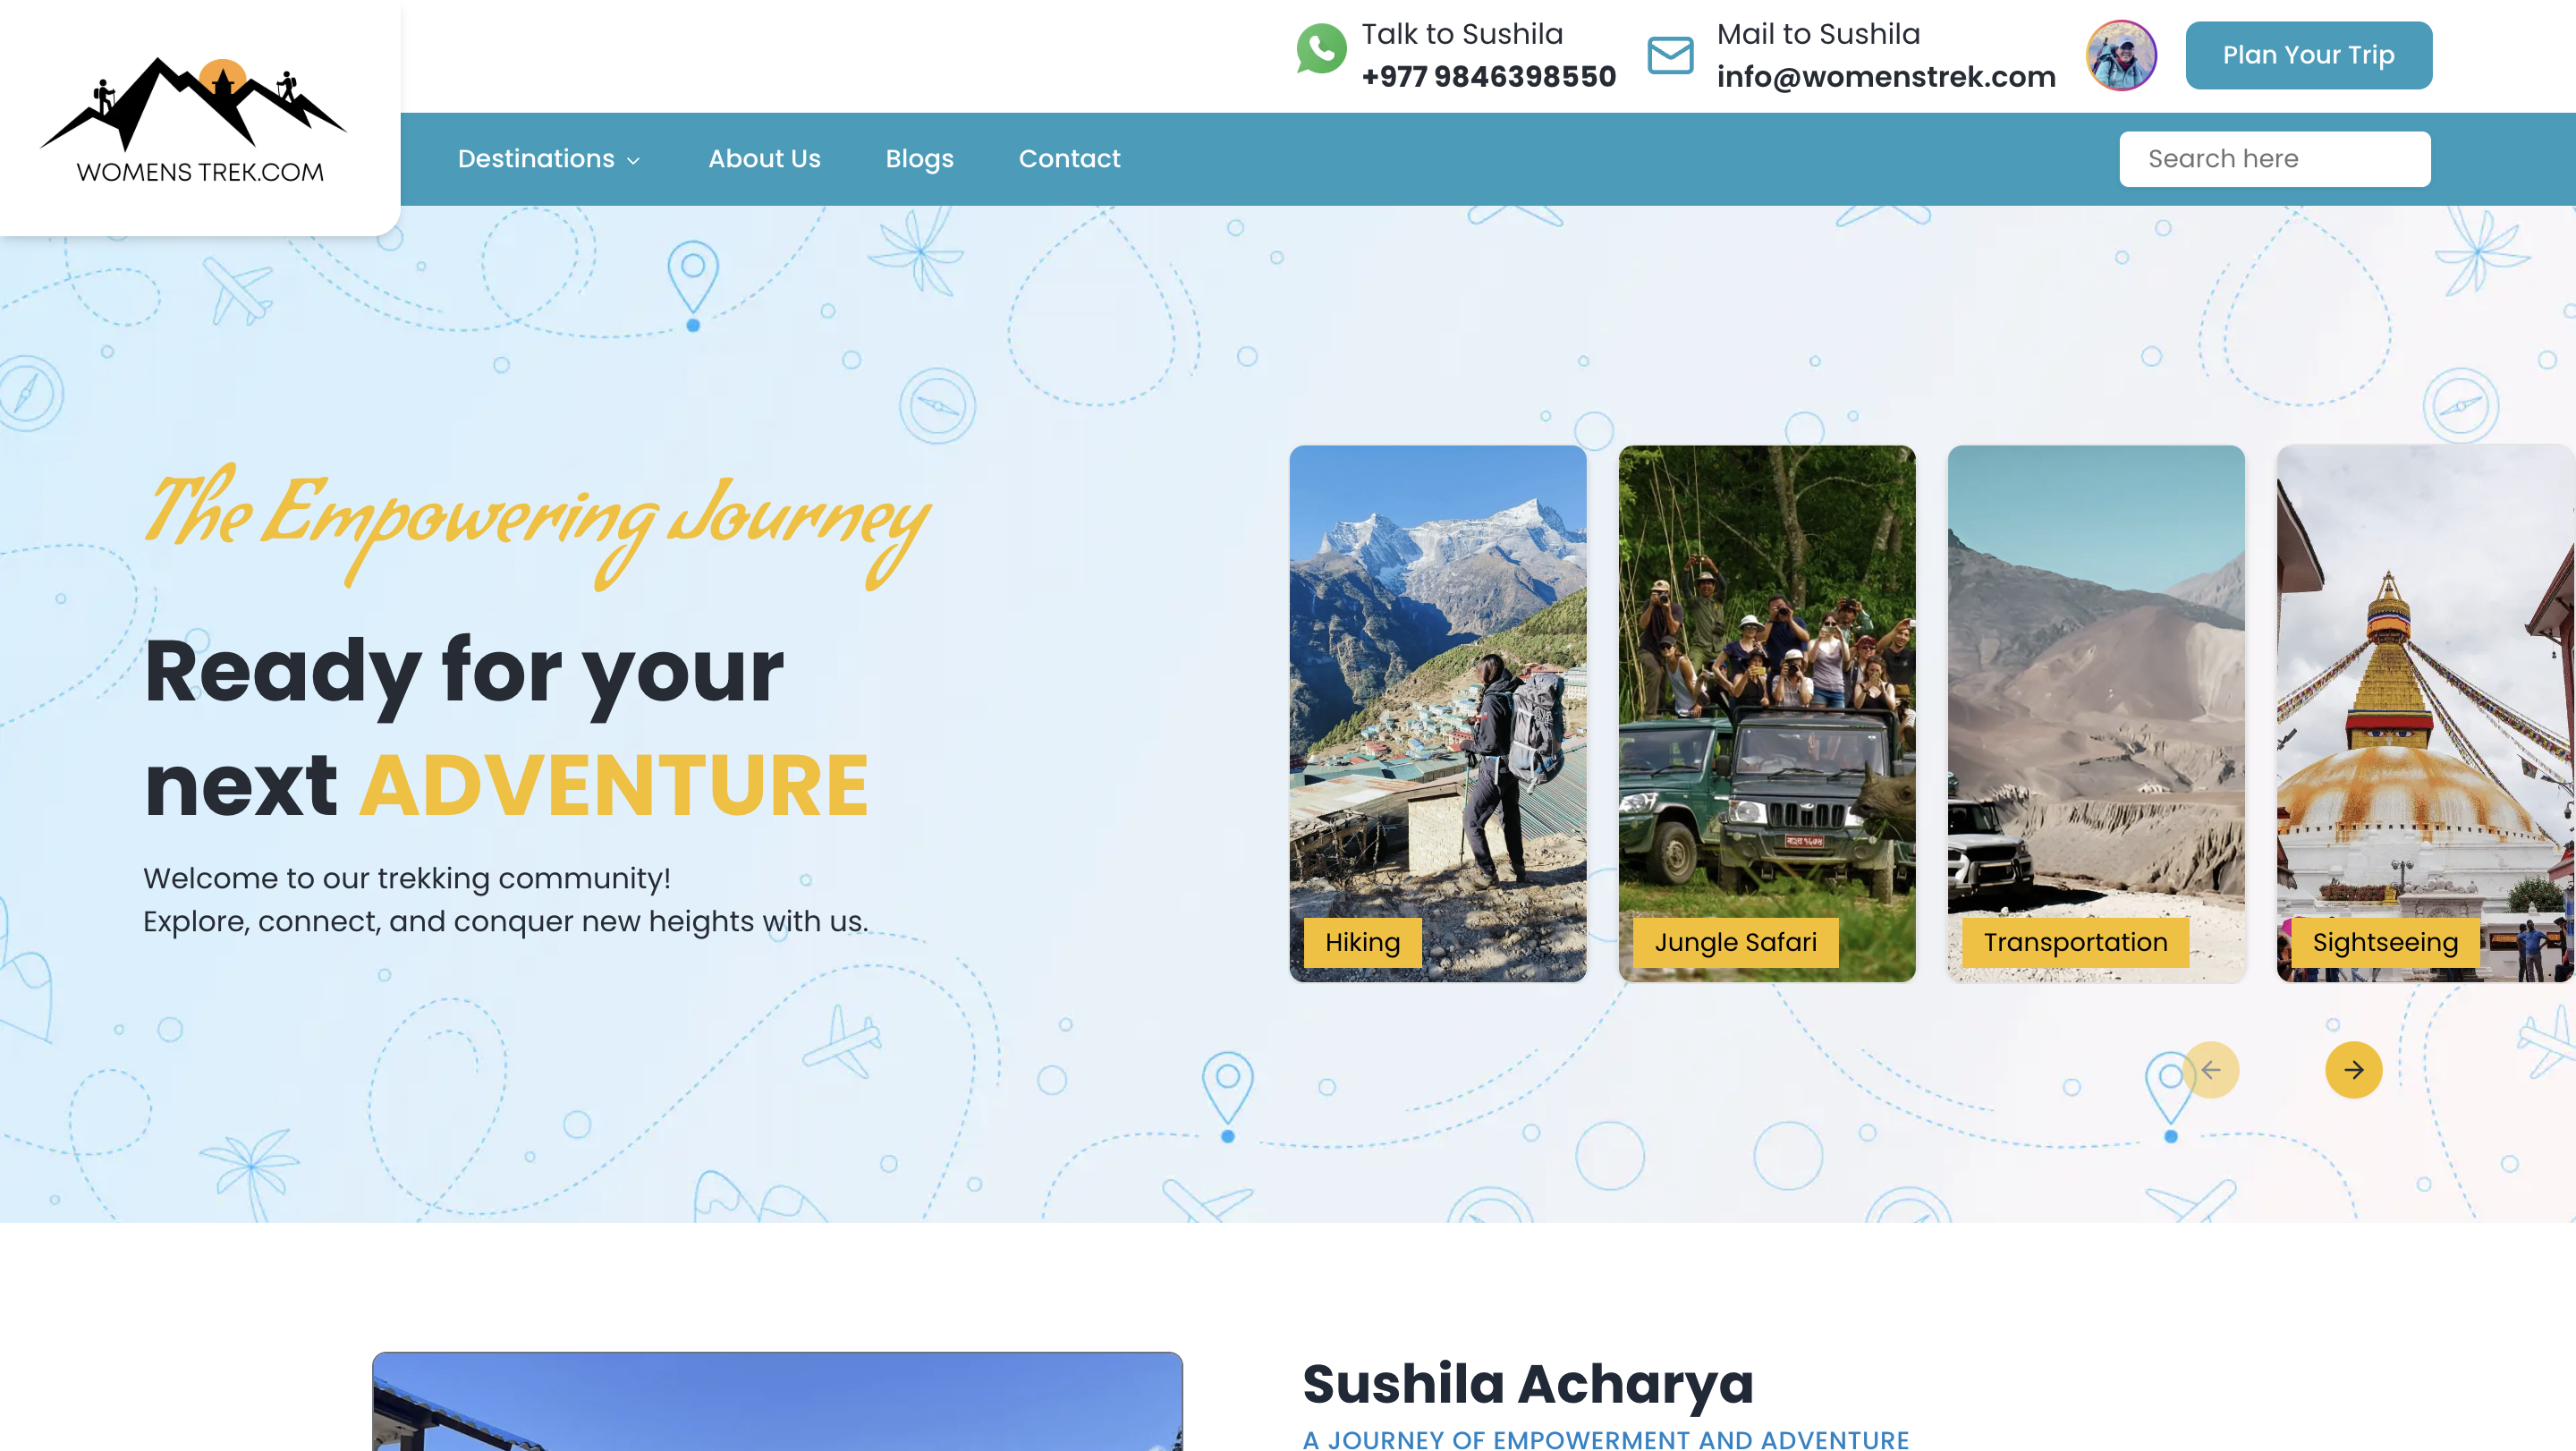 WOMENS TREK.COM
Talk to Sushila
+977 9846398550
Mail to Sushila
info@womenstrek.com
Plan Your Trip
Destinations
About Us
Blogs
Contact
Search here
The Empowering Journey
Ready for your
next ADVENTURE
Welcome to our trekking community!
Explore, connect, and conquer new heights with us.
Hiking
Jungle Safari
Transportation
Sightseeing
Sushila Acharya
A JOURNEY OF EMPOWERMENT AND ADVENTURE